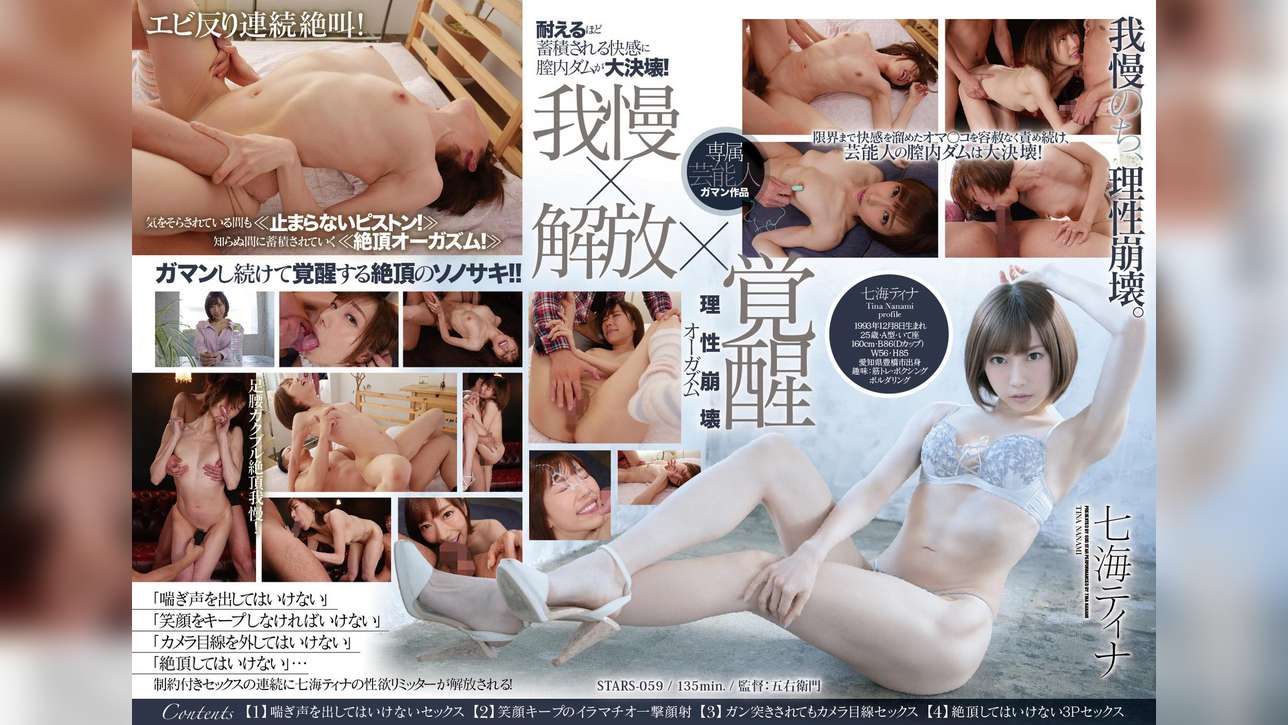 エビ反り連続絶叫!
気をそらされている間も≪止まらないピストン!≫
知らぬ間に蓄積されていく≪絶頂オーガズム!≫
ガマンし続けて覚醒する絶頂のソノサキ!!
足腰ガクブル絶頂我慢!
「喘ぎ声を出してはいけない」
「笑顔をキープしなければいけない」
「カメラ目線を外してはいけない」
「絶頂してはいけない」…
制約付きセックスの連続に七海ティナの性欲リミッターが解放される!
耐えるほど
蓄積される快感に
膣内ダムが大決壊!
我慢
×
解放×
覚醒
理性崩壊
オーガズム
専属
芸能人
ガマン作品
限界まで快感を溜めたオマ〇コを容赦なく責め続け、
芸能人の膣内ダムは大決壊!
我慢のち、理性崩壊。
七海ティナ
Tina Nanami
profile
1993年12月8日生まれ
25歳・A型・いて座
160cm・B86(Dカップ)
W56・H85
愛知県豊橋市出身
趣味:筋トレ・ボクシング
ボルダリング
七海ティナ
TINA NANAMI
STARS-059 / 135min. / 監督:五右衛門
Contents 【1】喘ぎ声を出してはいけないセックス 【2】笑顔キープのイラマチオ一撃顔射 【3】ガン突きされてもカメラ目線セックス 【4】絶頂してはいけない3Pセックス